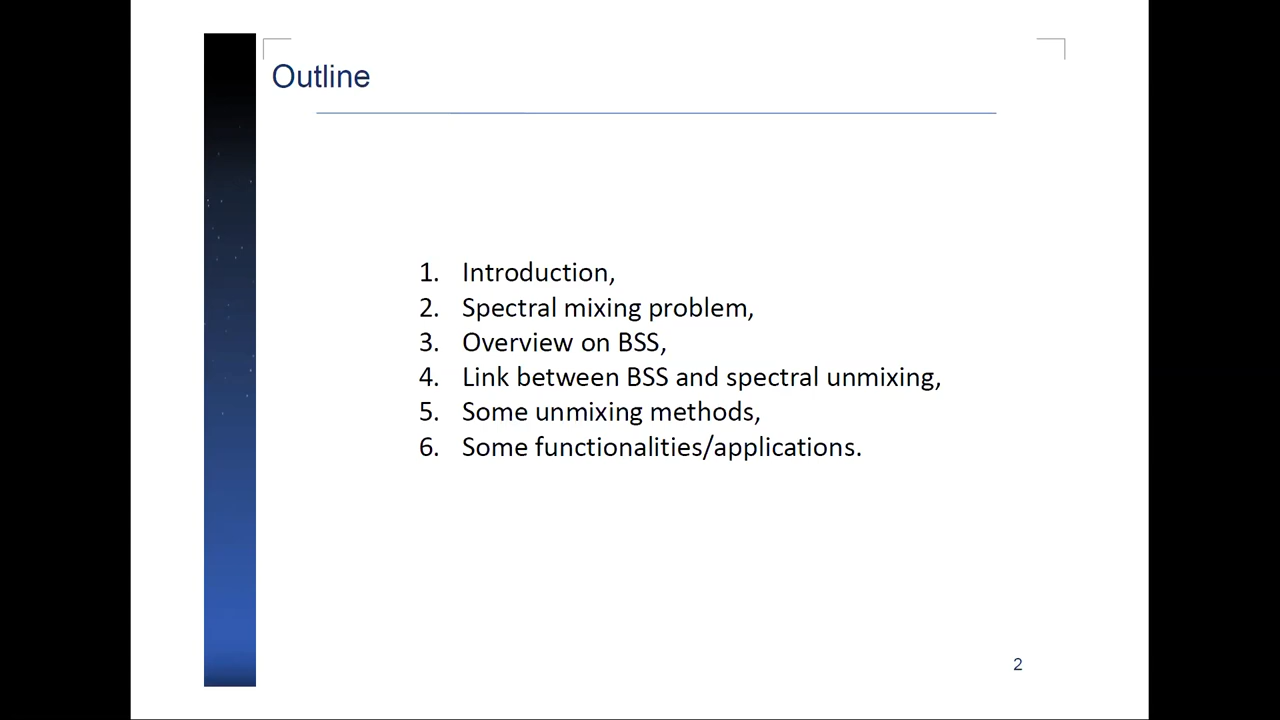 Outline
1. Introduction,
2. Spectral mixing problem,
3. Overview on BSS,
4. Link between BSS and spectral unmixing,
5. Some unmixing methods,
6. Some functionalities/applications.
2